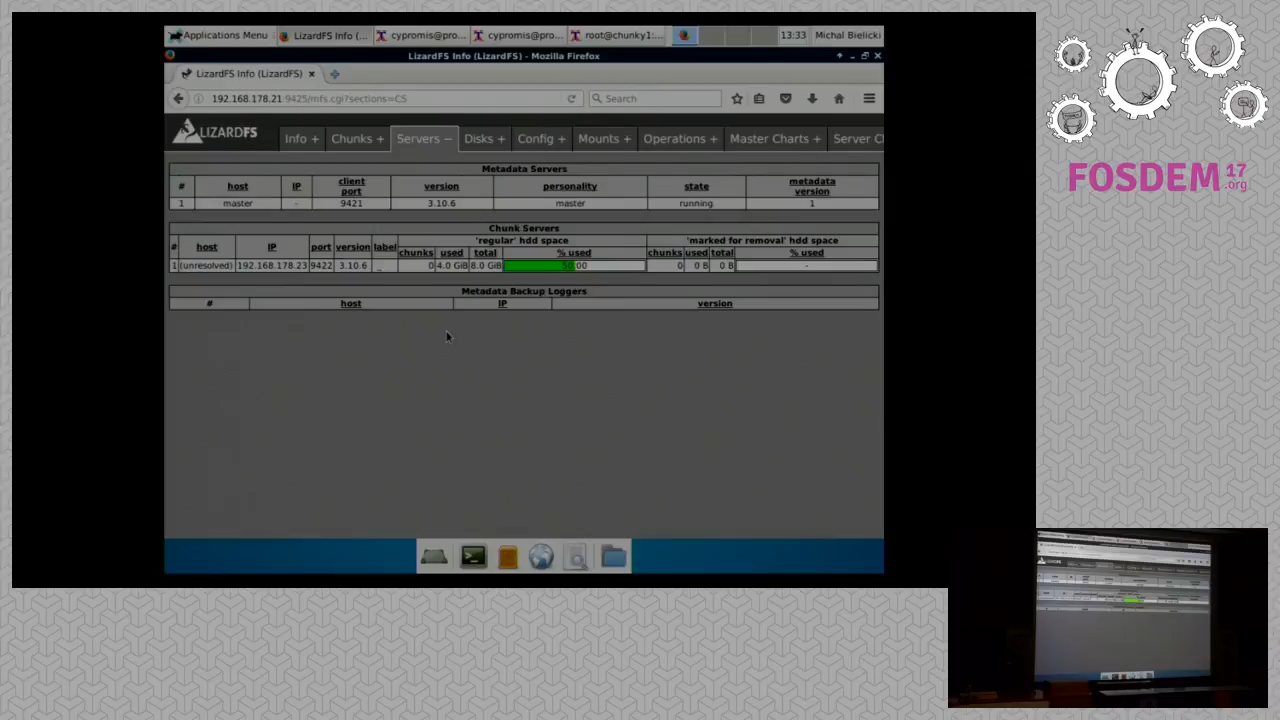 Applications Menu LizardFS Info (... cypromis@pro... cypromis@pro... root@chunky1:... 13:33 Michal Bielicki
LizardFS Info (LizardFS) - Mozilla Firefox
LizardFS Info (LizardFS)
192.168.178.21:9425/mfs.cgi?sections=CS Search
LIZARDFS Info + Chunks + Servers − Disks + Config + Mounts + Operations + Master Charts + Server C
Metadata Servers
# host IP client port version personality state metadata version
1 master - 9421 3.10.6 master running 1
Chunk Servers
'regular' hdd space 'marked for removal' hdd space
# host IP port version label chunks used total % used chunks used total % used
1 (unresolved) 192.168.178.23 9422 3.10.6 _ 0 4.0 GiB 8.0 GiB 50.00 0 0 B 0 B -
Metadata Backup Loggers
# host IP version
FOSDEM 17
.org